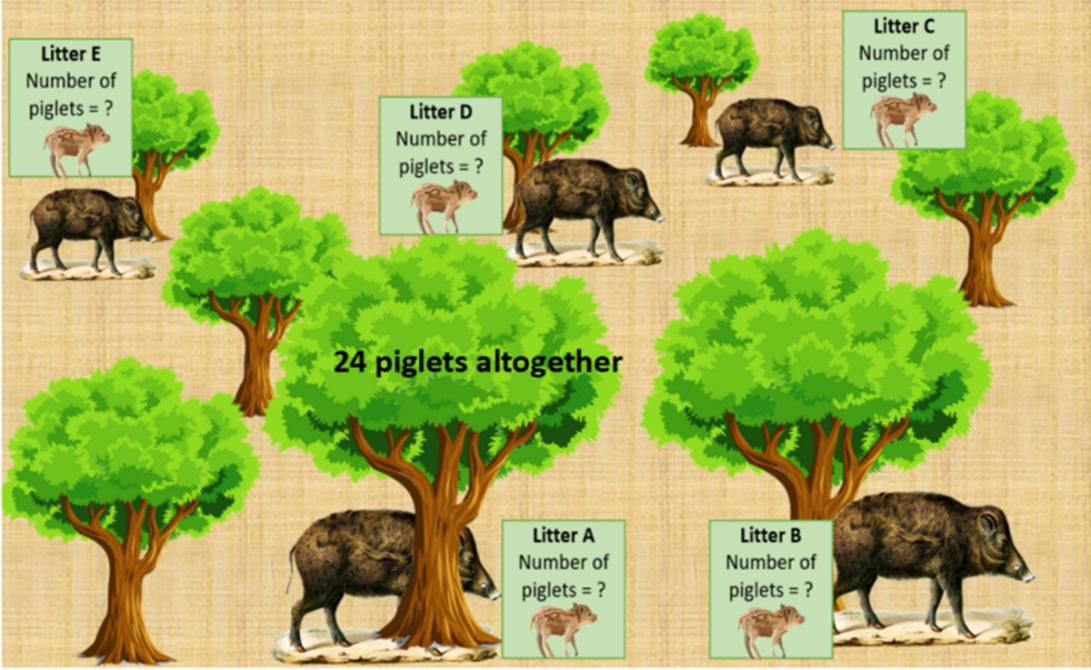 Litter E
Number of
piglets = ?
Litter D
Number of
piglets = ?
Litter C
Number of
piglets = ?
24 piglets altogether
Litter A
Number of
piglets = ?
Litter B
Number of
piglets = ?